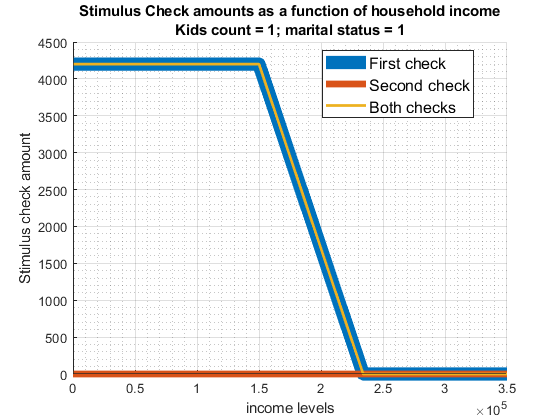 Stimulus Check amounts as a function of household income
Kids count = 1; marital status = 1
First check
Second check
Both checks
Stimulus check amount
4500
4000
3500
3000
2500
2000
1500
1000
500
0
0 0.5 1 1.5 2 2.5 3 3.5
×10⁵
income levels